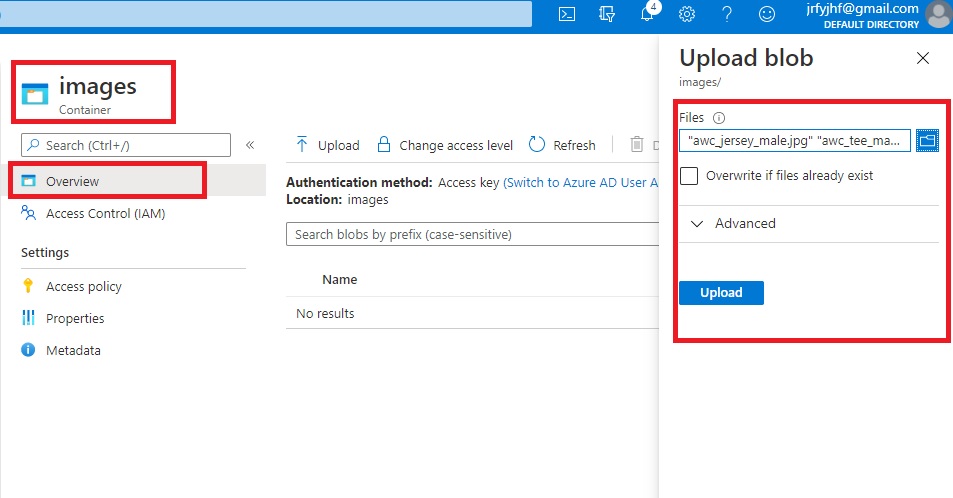 4
jrfyjhf@gmail.com
DEFAULT DIRECTORY
images
Container
Search (Ctrl+/)
«
Overview
Access Control (IAM)
Settings
Access policy
Properties
Metadata
Upload
Change access level
Refresh
Authentication method: Access key (Switch to Azure AD User A
Location: images
Search blobs by prefix (case-sensitive)
Name
No results
Upload blob
images/
Files
"awc_jersey_male.jpg" "awc_tee_ma...
Overwrite if files already exist
Advanced
Upload